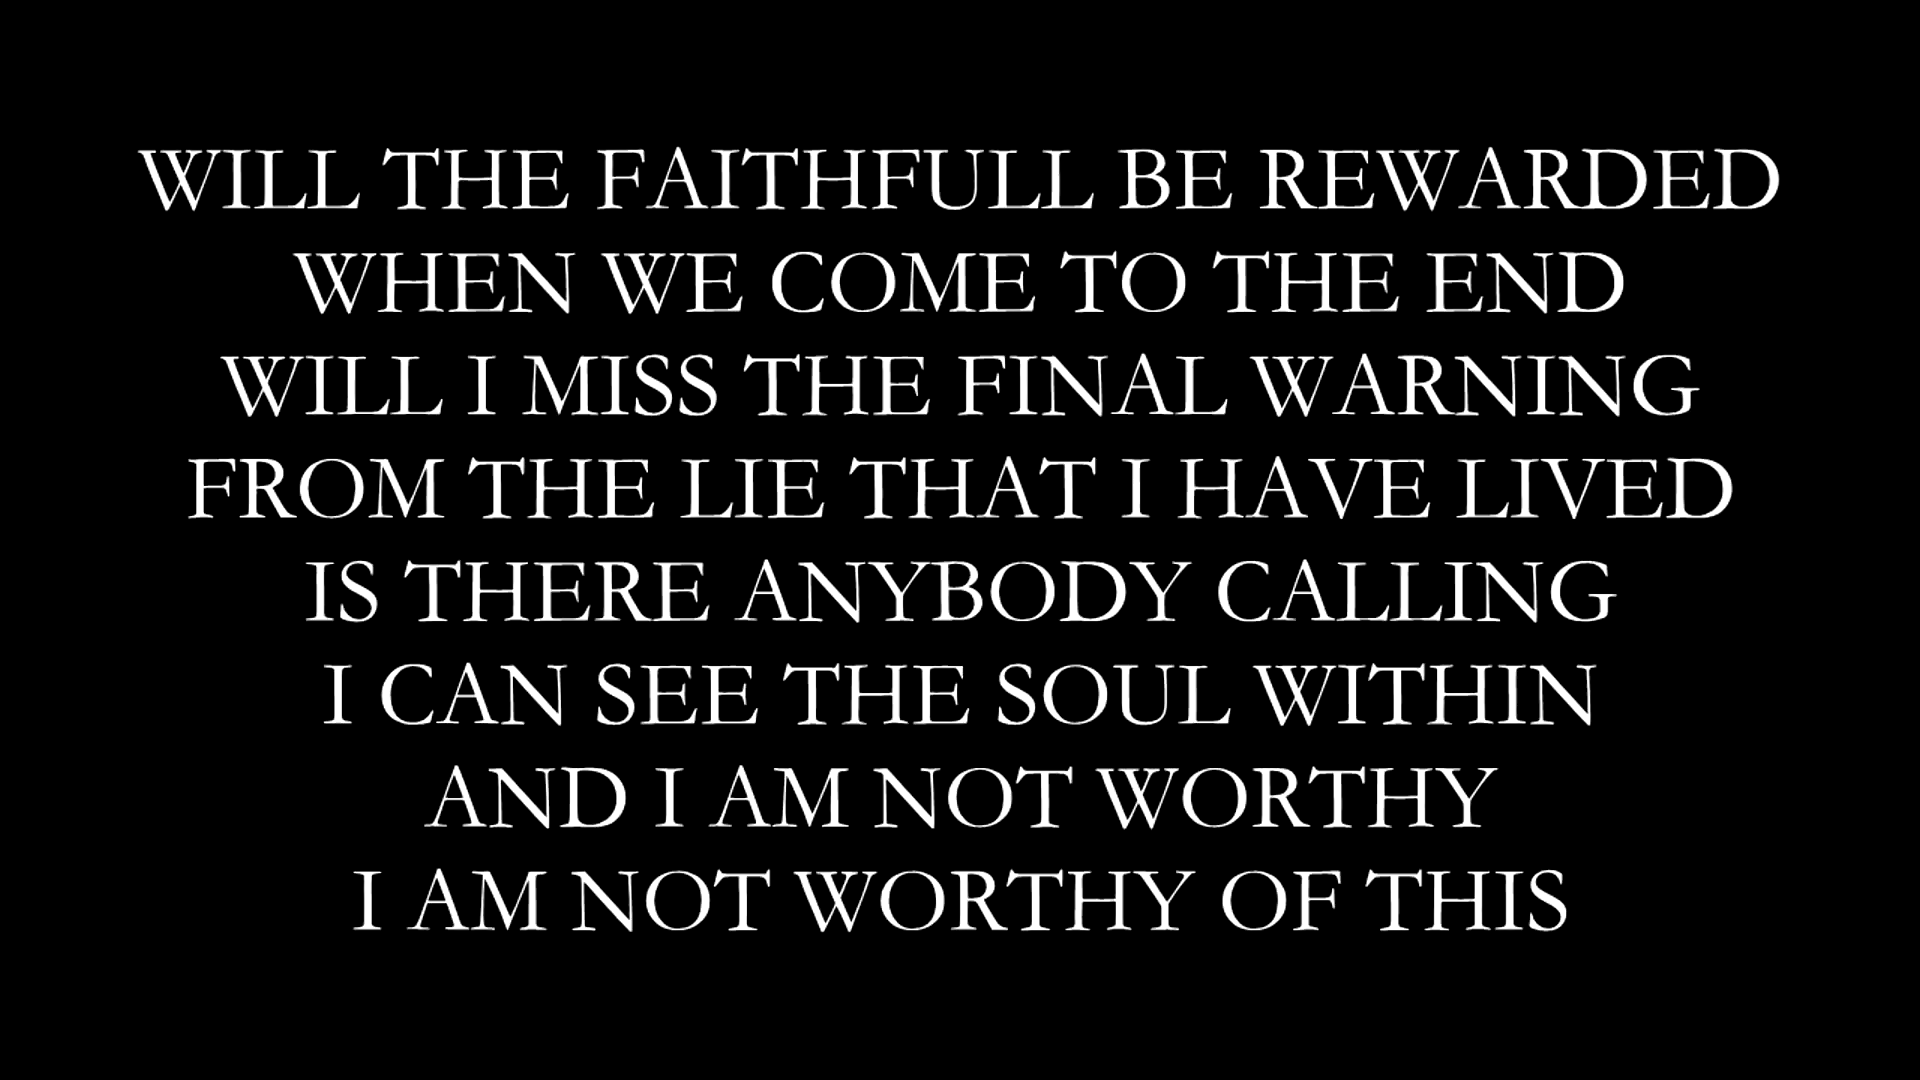 WILL THE FAITHFULL BE REWARDED
WHEN WE COME TO THE END
WILL I MISS THE FINAL WARNING
FROM THE LIE THAT I HAVE LIVED
IS THERE ANYBODY CALLING
I CAN SEE THE SOUL WITHIN
AND I AM NOT WORTHY
I AM NOT WORTHY OF THIS